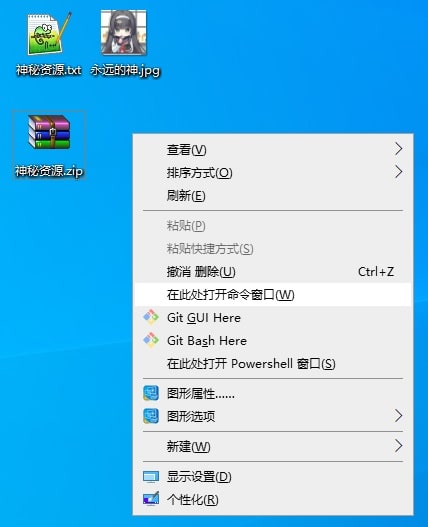 神秘资源.txt
永远的神.jpg
神秘资源.zip
查看(V)
排序方式(O)
刷新(E)
粘贴(P)
粘贴快捷方式(S)
撤消 删除(U) Ctrl+Z
在此处打开命令窗口(W)
Git GUI Here
Git Bash Here
在此处打开 Powershell 窗口(S)
图形属性......
图形选项
新建(W)
显示设置(D)
个性化(R)